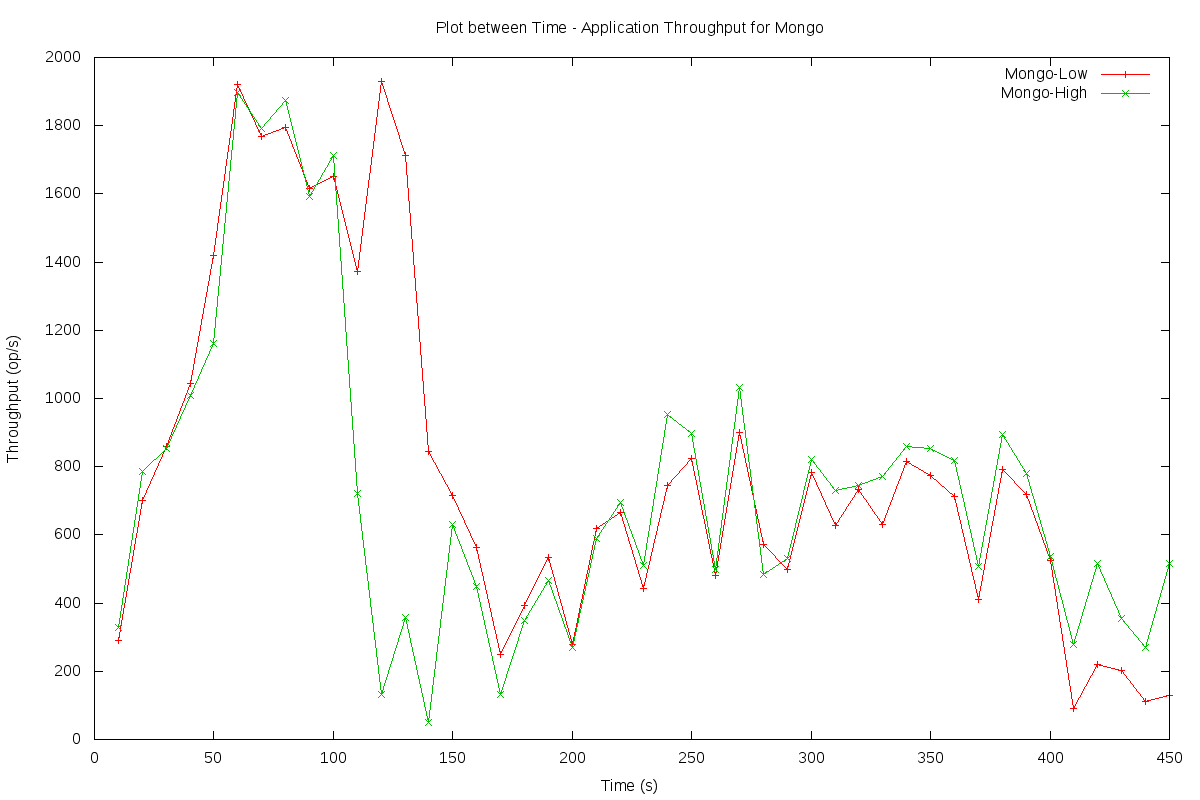 Plot between Time - Application Throughput for Mongo
Mongo-Low
Mongo-High
Throughput (op/s)
2000
1800
1600
1400
1200
1000
800
600
400
200
0
0 50 100 150 200 250 300 350 400 450
Time (s)